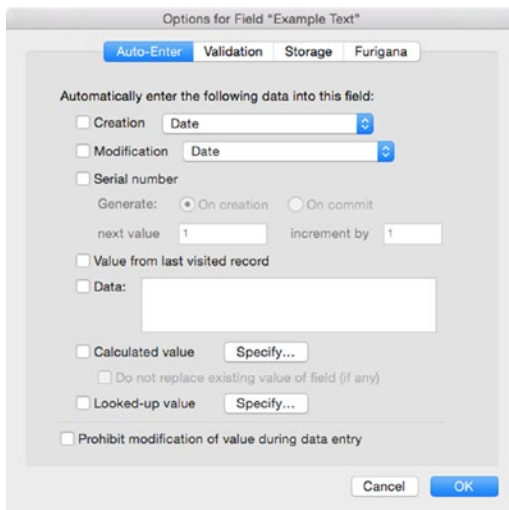 Options for Field "Example Text"
Auto-Enter Validation Storage Furigana
Automatically enter the following data into this field:
Creation Date
Modification Date
Serial number
Generate: On creation On commit
next value 1 increment by 1
Value from last visited record
Data:
Calculated value Specify...
Do not replace existing value of field (if any)
Looked-up value Specify...
Prohibit modification of value during data entry
Cancel OK